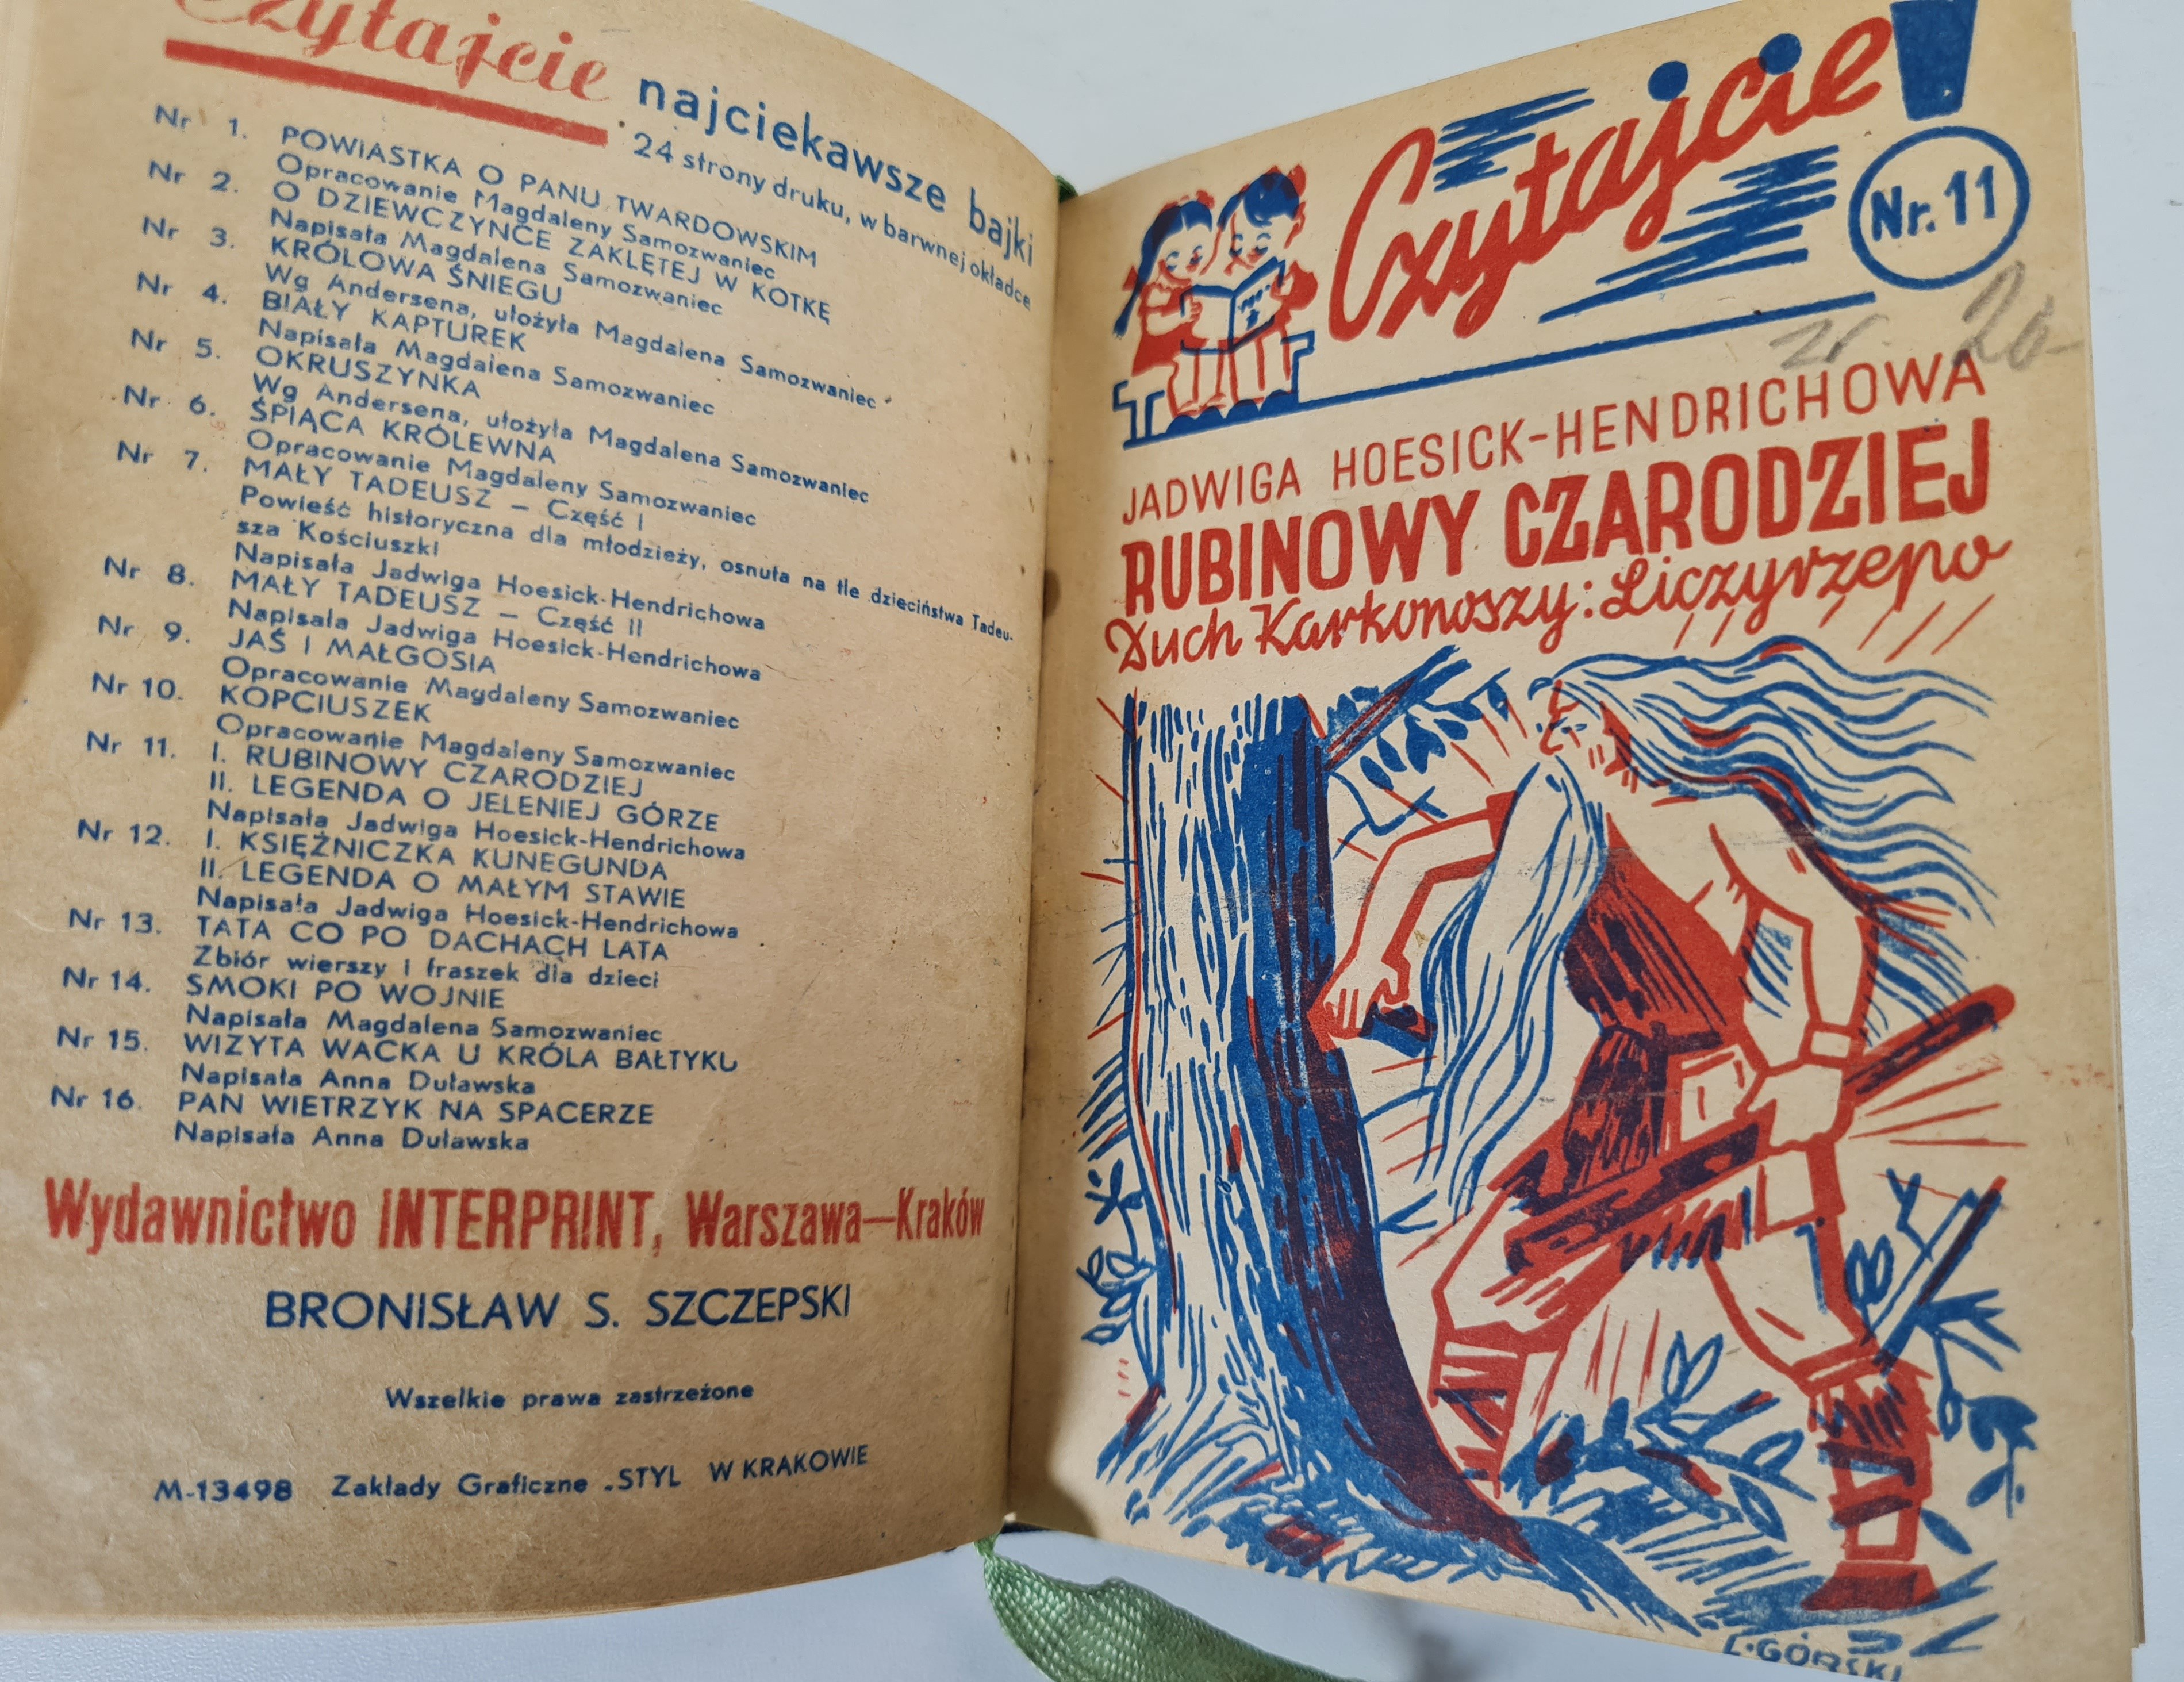 Czytajcie najciekawsze bajki
24 strony druku, w barwnej okładce
Nr 1. POWIASTKA O PANU TWARDOWSKIM
Opracowanie Magdaleny Samozwaniec
Nr 2. O DZIEWCZYNCE ZAKLĘTEJ W KOTKĘ
Napisała Magdalena Samozwaniec
Nr 3. KRÓLOWA ŚNIEGU
Wg Andersena, ułożyła Magdalena Samozwaniec
Nr 4. BIAŁY KAPTUREK
Napisała Magdalena Samozwaniec
Nr 5. OKRUSZYNKA
Wg Andersena, ułożyła Magdalena Samozwaniec
Nr 6. ŚPIĄCA KRÓLEWNA
Opracowanie Magdaleny Samozwaniec
Nr 7. MAŁY TADEUSZ – Część I
Powieść historyczna dla młodzieży, osnuta na tle dzieciństwa Tadeu-
sza Kościuszki
Napisała Jadwiga Hoesick-Hendrichowa
Nr 8. MAŁY TADEUSZ – Część II
Napisała Jadwiga Hoesick-Hendrichowa
Nr 9. JAŚ I MAŁGOSIA
Opracowanie Magdaleny Samozwaniec
Nr 10. KOPCIUSZEK
Opracowanie Magdaleny Samozwaniec
Nr 11. I. RUBINOWY CZARODZIEJ
II. LEGENDA O JELENIEJ GÓRZE
Napisała Jadwiga Hoesick-Hendrichowa
Nr 12. I. KSIĘŻNICZKA KUNEGUNDA
II. LEGENDA O MAŁYM STAWIE
Napisała Jadwiga Hoesick-Hendrichowa
Nr 13. TATA CO PO DACHACH LATA
Zbiór wierszy i fraszek dla dzieci
Nr 14. SMOKI PO WOJNIE
Napisała Magdalena Samozwaniec
Nr 15. WIZYTA WACKA U KRÓLA BAŁTYKU
Napisała Anna Duławska
Nr 16. PAN WIETRZYK NA SPACERZE
Napisała Anna Duławska
Wydawnictwo INTERPRINT, Warszawa–Kraków
BRONISŁAW S. SZCZEPSKI
Wszelkie prawa zastrzeżone
M-13498 Zakłady Graficzne „STYL W KRAKOWIE
Czytajcie!
Nr. 11
JADWIGA HOESICK-HENDRICHOWA
RUBINOWY CZARODZIEJ
Duch Karkonoszy: Liczyrzepo
L. GÓRSKI